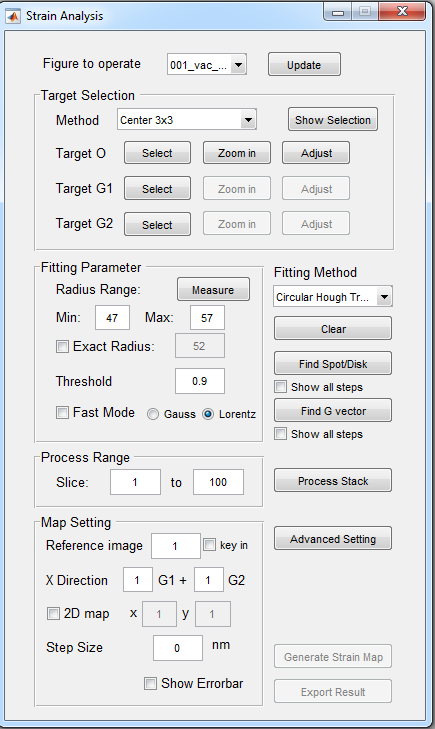 Strain Analysis
Figure to operate 001_vac_... Update
Target Selection
Method Center 3x3 Show Selection
Target O Select Zoom in Adjust
Target G1 Select Zoom in Adjust
Target G2 Select Zoom in Adjust
Fitting Parameter
Radius Range: Measure
Min: 47 Max: 57
Exact Radius: 52
Threshold 0.9
Fast Mode Gauss Lorentz
Fitting Method
Circular Hough Tr...
Clear
Find Spot/Disk
Show all steps
Find G vector
Show all steps
Process Range
Slice: 1 to 100
Process Stack
Map Setting
Reference image 1 key in
X Direction 1 G1 + 1 G2
2D map x 1 y 1
Step Size 0 nm
Show Errorbar
Advanced Setting
Generate Strain Map
Export Result